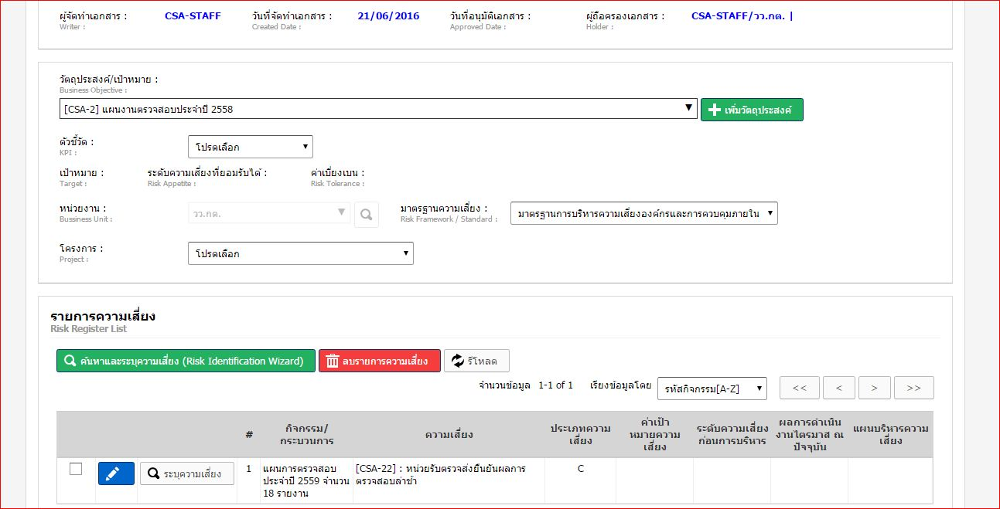 ผู้จัดทำเอกสาร : CSA-STAFF วันที่จัดทำเอกสาร : 21/06/2016 วันที่อนุมัติเอกสาร : ผู้ถือครองเอกสาร : CSA-STAFF/วว.กต. |
Writer : Created Date : Approved Date : Holder :
วัตถุประสงค์/เป้าหมาย :
Business Objective :
[CSA-2] แผนงานตรวจสอบประจำปี 2558 เพิ่มวัตถุประสงค์
ตัวชี้วัด : โปรดเลือก
KPI :
เป้าหมาย : ระดับความเสี่ยงที่ยอมรับได้ : ค่าเบี่ยงเบน :
Target : Risk Appetite : Risk Tolerance :
หน่วยงาน : วว.กต. มาตรฐานความเสี่ยง : มาตรฐานการบริหารความเสี่ยงองค์กรและการควบคุมภายใน
Bussiness Unit : Risk Framework / Standard :
โครงการ : โปรดเลือก
Project :
รายการความเสี่ยง
Risk Register List
ค้นหาและระบุความเสี่ยง (Risk Identification Wizard) ลบรายการความเสี่ยง รีโหลด
จำนวนข้อมูล 1-1 of 1 เรียงข้อมูลโดย รหัสกิจกรรม[A-Z] << < > >>
# กิจกรรม/กระบวนการ ความเสี่ยง ประเภทความเสี่ยง ค่าเป้าหมายความเสี่ยง ระดับความเสี่ยงก่อนการบริหาร ผลการดำเนินงานไตรมาส ณ ปัจจุบัน แผนบริหารความเสี่ยง
ระบุความเสี่ยง 1 แผนการตรวจสอบ [CSA-22] : หน่วยรับตรวจส่งยืนยันผลการ C
ประจำปี 2559 จำนวน ตรวจสอบล่าช้า
18 รายงาน